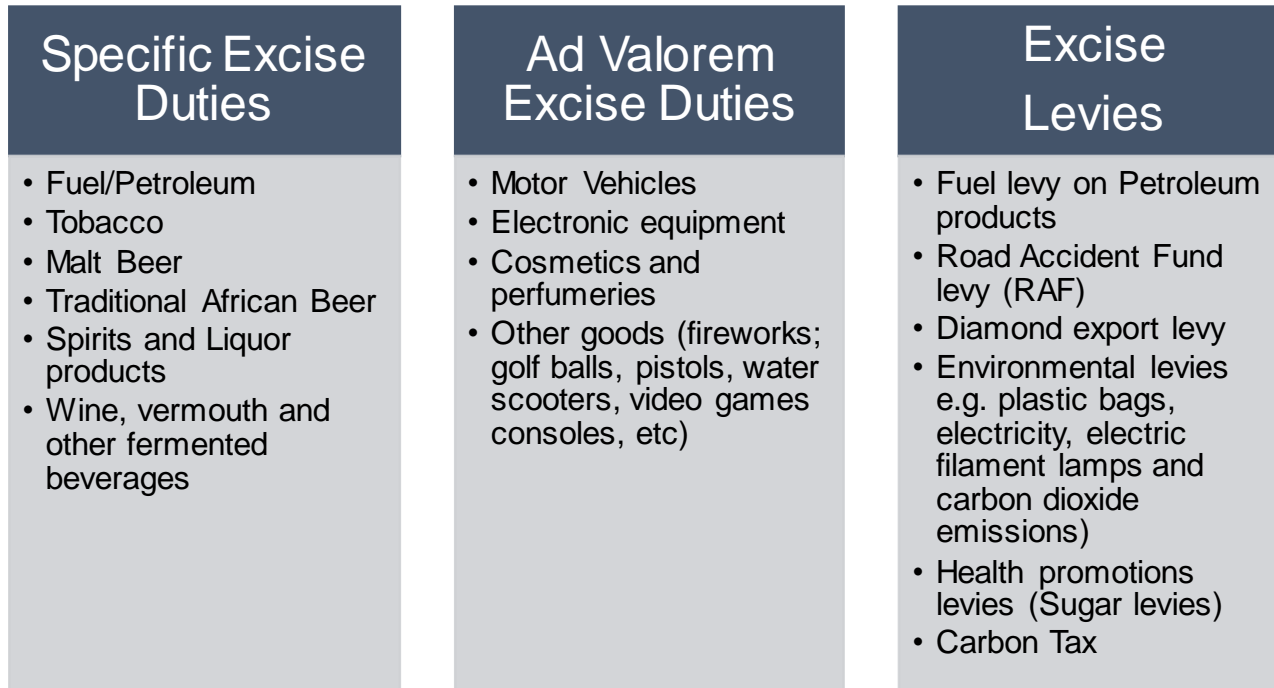 Specific Excise
Duties
• Fuel/Petroleum
• Tobacco
• Malt Beer
• Traditional African Beer
• Spirits and Liquor
products
• Wine, vermouth and
other fermented
beverages
Ad Valorem
Excise Duties
• Motor Vehicles
• Electronic equipment
• Cosmetics and
perfumeries
• Other goods (fireworks;
golf balls, pistols, water
scooters, video games
consoles, etc)
Excise
Levies
• Fuel levy on Petroleum
products
• Road Accident Fund
levy (RAF)
• Diamond export levy
• Environmental levies
e.g. plastic bags,
electricity, electric
filament lamps and
carbon dioxide
emissions)
• Health promotions
levies (Sugar levies)
• Carbon Tax